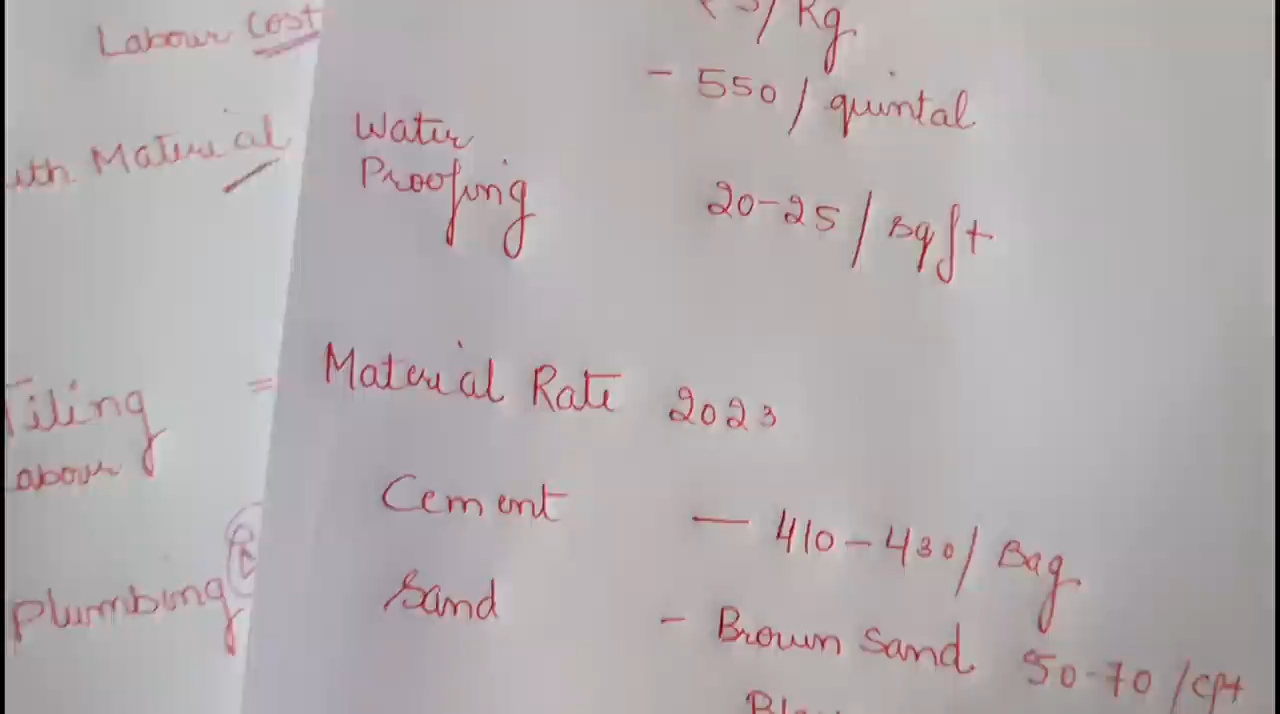 Labour Cost
/ Kg
- 550 / quintal
with Material
Water
Proofing 20-25 / sqft
Material Rate 2023
Tiling =
Labour
Cement — 410-430 / Bag
Plumbing
Sand - Brown Sand 50-70 / cft